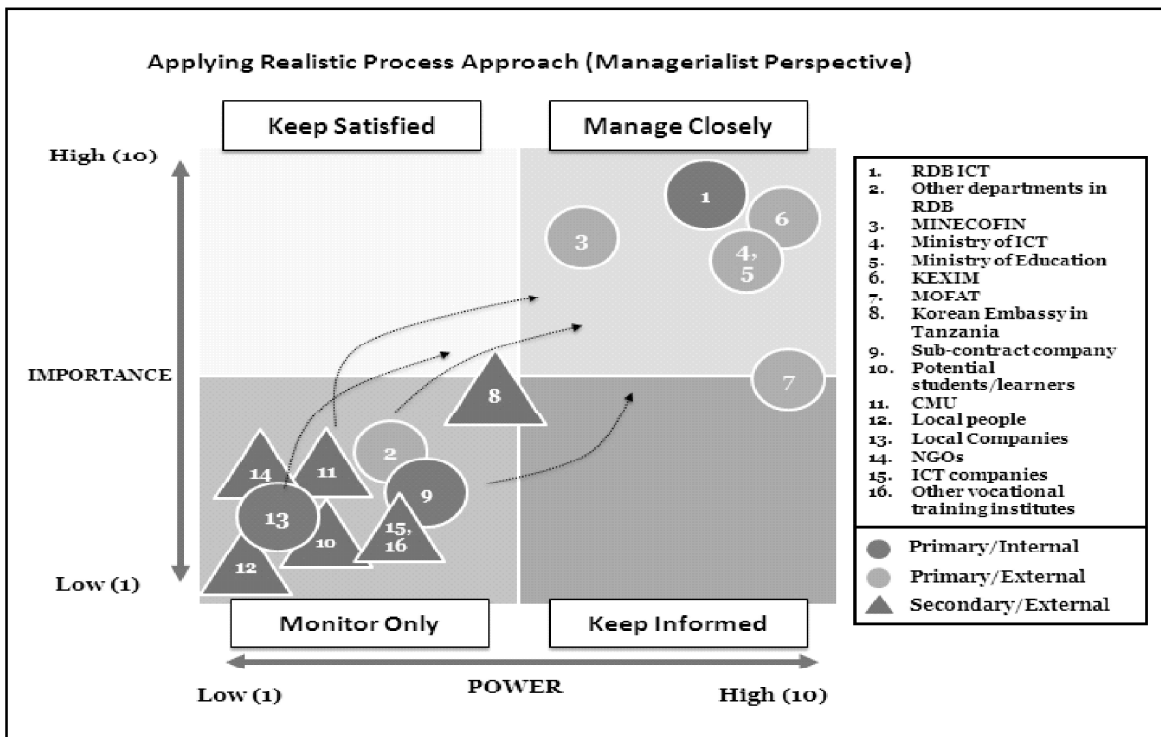 Applying Realistic Process Approach (Managerialist Perspective)
Keep Satisfied
Manage Closely
High (10)
IMPORTANCE
Low (1)
1
6
3
4,
5
7
8
2
14
11
9
13
15,
16
10
12
Monitor Only
Keep Informed
Low (1)
POWER
High (10)
1. RDB ICT
2. Other departments in
RDB
3. MINECOFIN
4. Ministry of ICT
5. Ministry of Education
6. KEXIM
7. MOFAT
8. Korean Embassy in
Tanzania
9. Sub-contract company
10. Potential
students/learners
11. CMU
12. Local people
13. Local Companies
14. NGOs
15. ICT companies
16. Other vocational
training institutes
Primary/Internal
Primary/External
Secondary/External